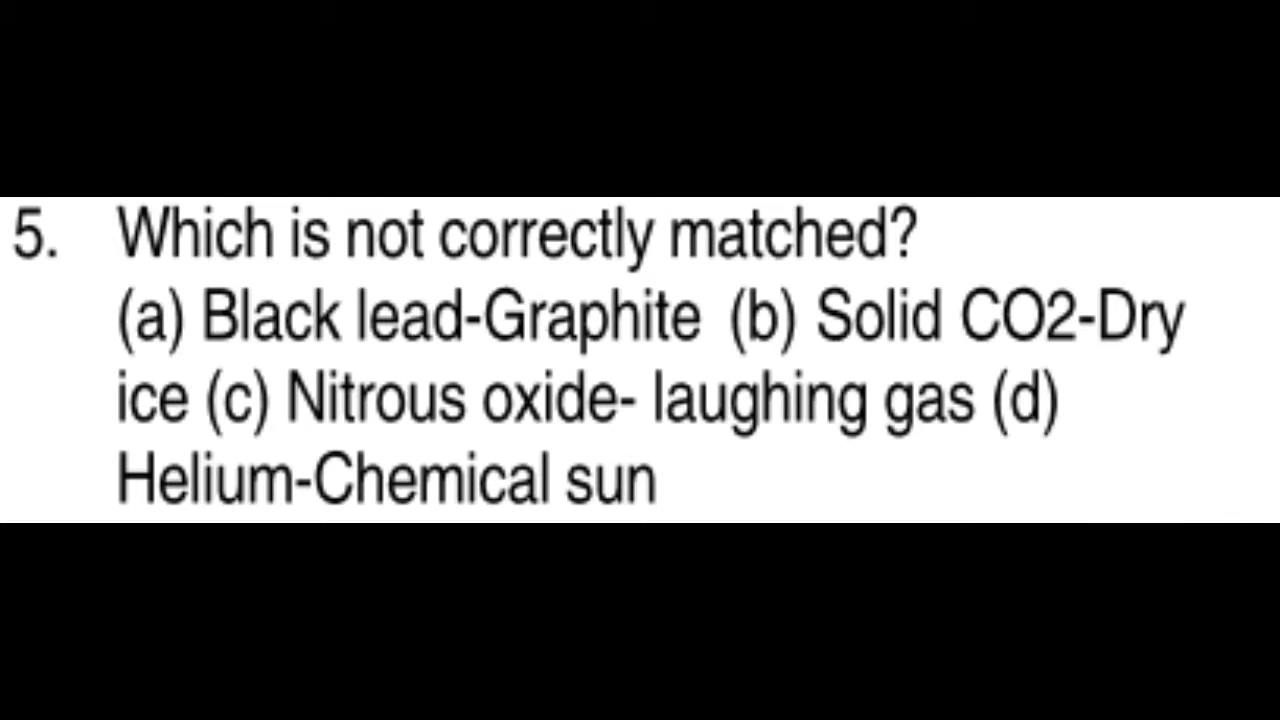 5. Which is not correctly matched?
(a) Black lead-Graphite (b) Solid CO2-Dry
ice (c) Nitrous oxide- laughing gas (d)
Helium-Chemical sun